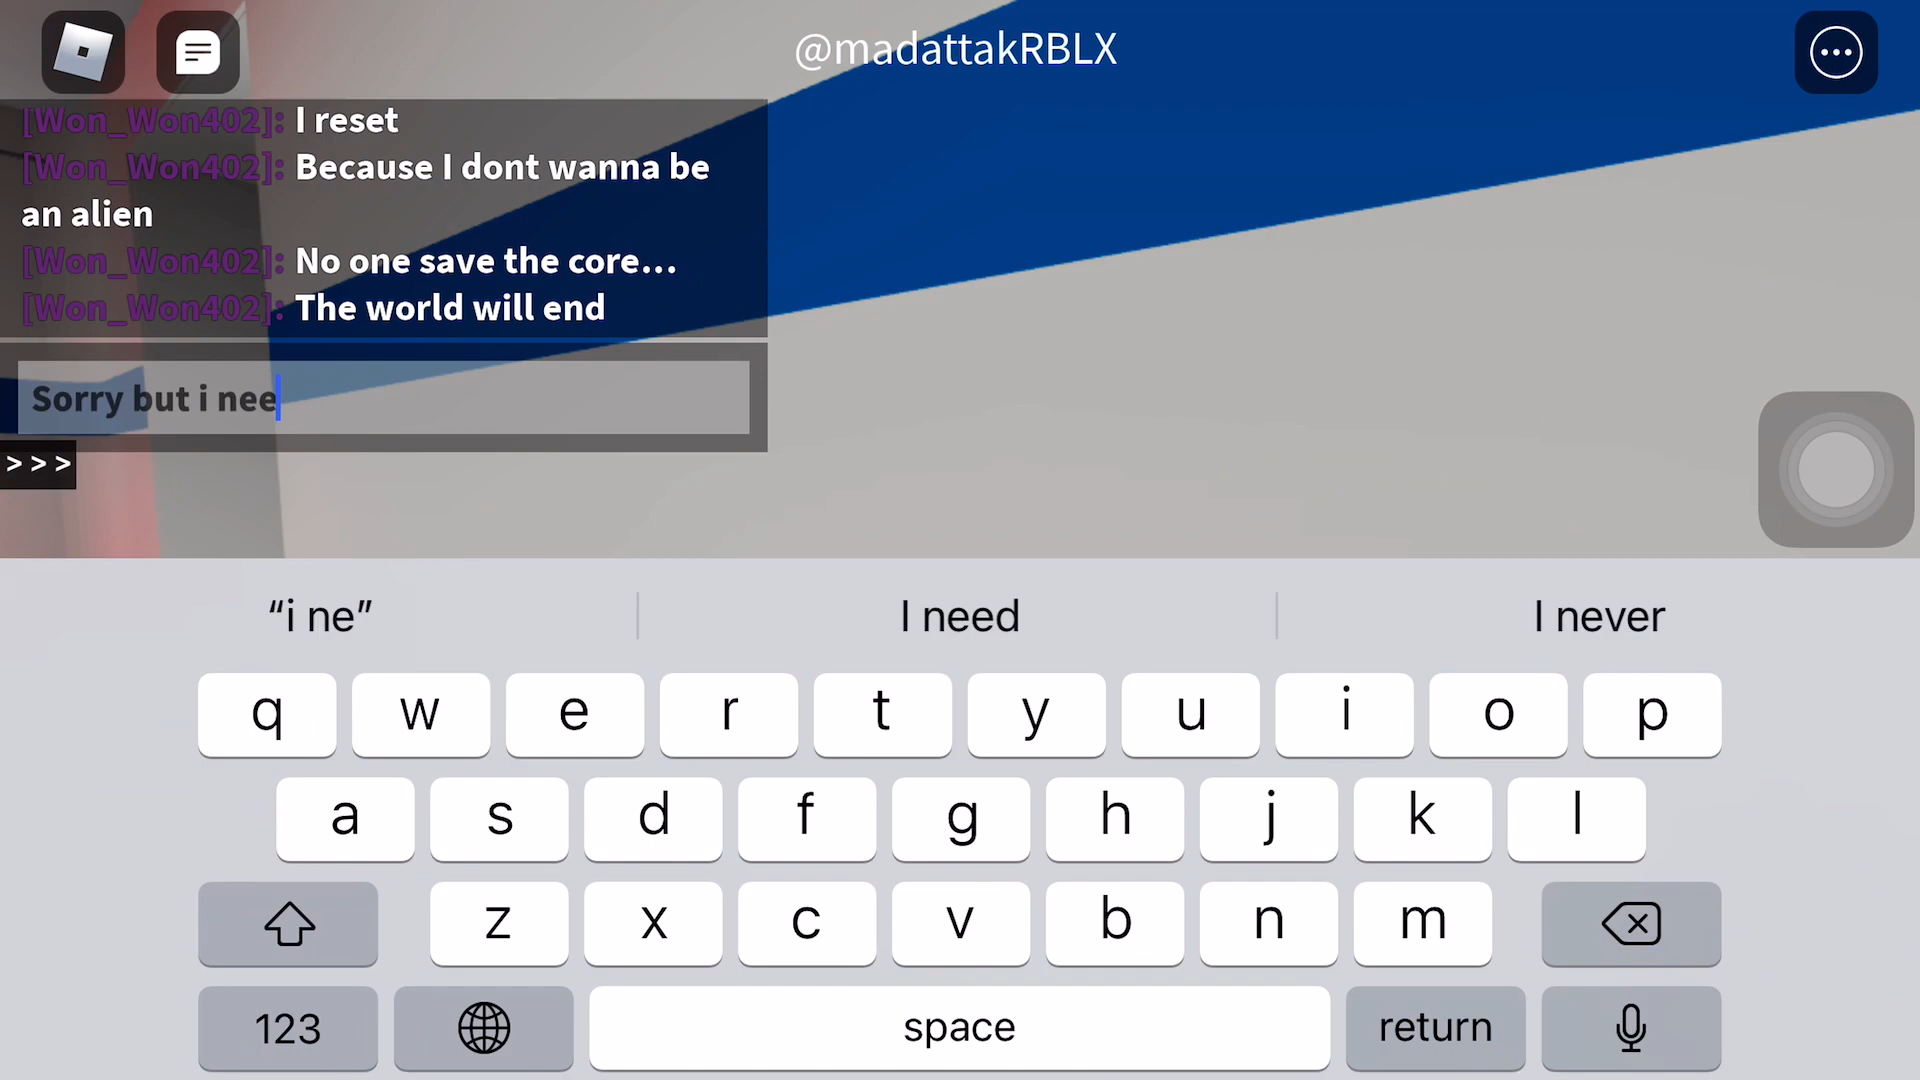 @madattakRBLX
[Won_Won402]: I reset
[Won_Won402]: Because I dont wanna be
an alien
[Won_Won402]: No one save the core...
[Won_Won402]: The world will end
Sorry but i nee
>>>
“i ne” I need I never
q w e r t y u i o p
a s d f g h j k l
z x c v b n m
123 space return